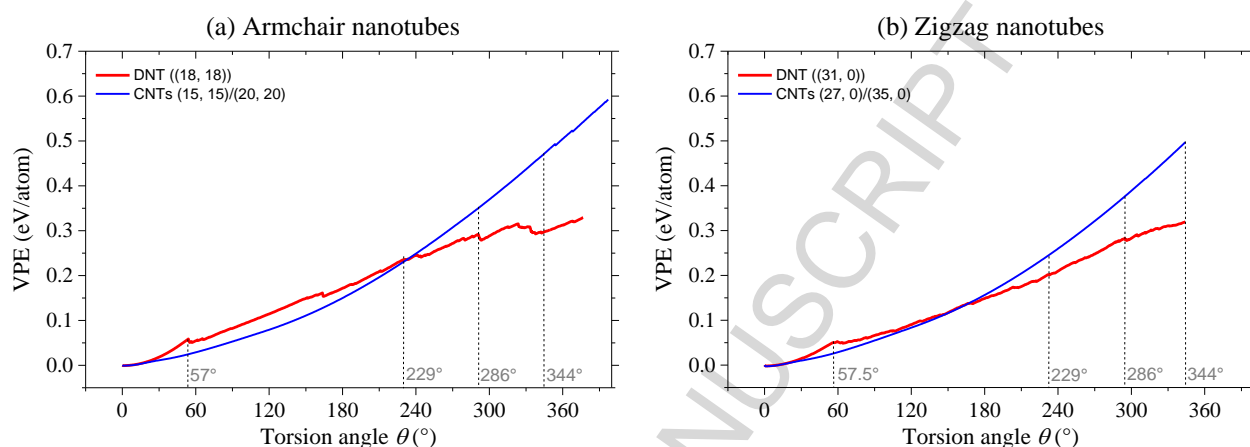 (a) Armchair nanotubes
0.7
0.6
0.5
0.4
0.3
0.2
0.1
0.0
VPE (eV/atom)
DNT ((18, 18))
CNTs (15, 15)/(20, 20)
57°
229°
286°
344°
0 60 120 180 240 300 360
Torsion angle θ (°)
(b) Zigzag nanotubes
0.7
0.6
0.5
0.4
0.3
0.2
0.1
0.0
VPE (eV/atom)
DNT ((31, 0))
CNTs (27, 0)/(35, 0)
57.5°
229°
286°
344°
0 60 120 180 240 300 360
Torsion angle θ (°)
NUSCRIPT